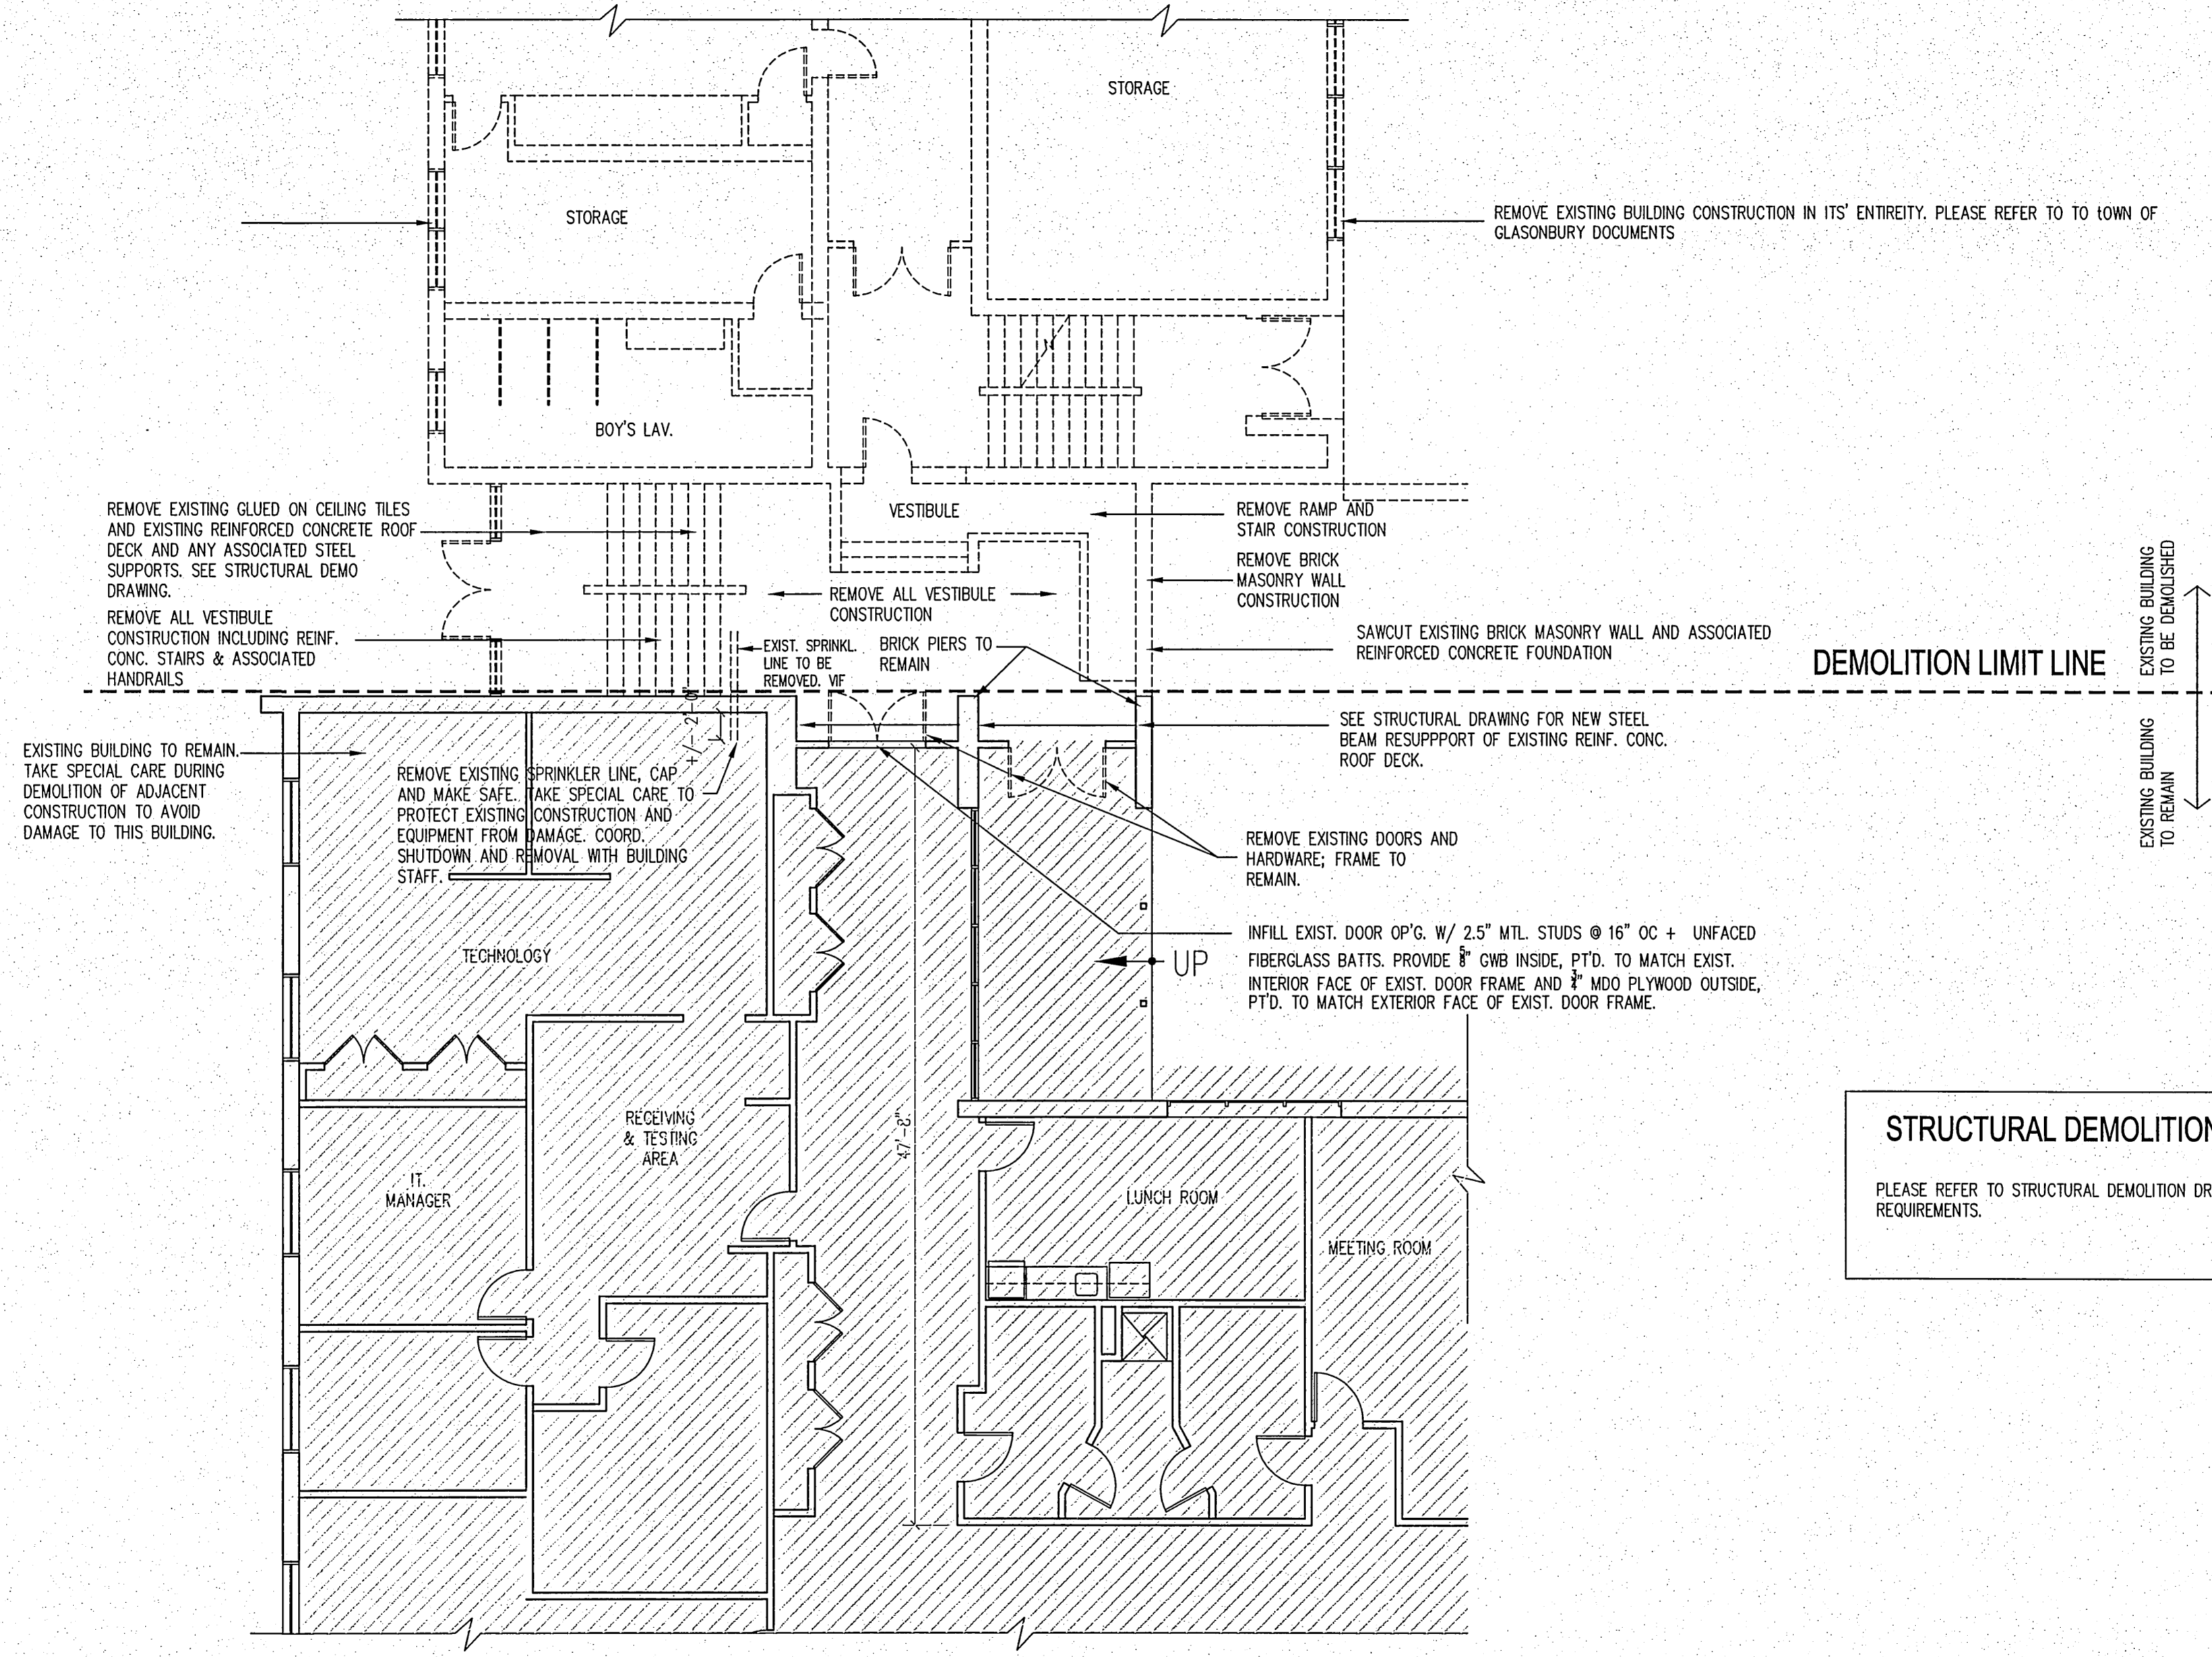 STORAGE
STORAGE
REMOVE EXISTING BUILDING CONSTRUCTION IN ITS' ENTIREITY. PLEASE REFER TO TO tOWN OF
GLASONBURY DOCUMENTS
BOY'S LAV.
REMOVE EXISTING GLUED ON CEILING TILES
AND EXISTING REINFORCED CONCRETE ROOF
DECK AND ANY ASSOCIATED STEEL
SUPPORTS. SEE STRUCTURAL DEMO
DRAWING.
REMOVE ALL VESTIBULE
CONSTRUCTION INCLUDING REINF.
CONC. STAIRS & ASSOCIATED
HANDRAILS
VESTIBULE
REMOVE RAMP AND
STAIR CONSTRUCTION
REMOVE BRICK
MASONRY WALL
CONSTRUCTION
REMOVE ALL VESTIBULE
CONSTRUCTION
EXIST. SPRINKL.
LINE TO BE
REMOVED. VIF
BRICK PIERS TO
REMAIN
SAWCUT EXISTING BRICK MASONRY WALL AND ASSOCIATED
REINFORCED CONCRETE FOUNDATION
DEMOLITION LIMIT LINE
EXISTING BUILDING
TO BE DEMOLISHED
EXISTING BUILDING
TO REMAIN
+/- 2'-0"
SEE STRUCTURAL DRAWING FOR NEW STEEL
BEAM RESUPPPORT OF EXISTING REINF. CONC.
ROOF DECK.
EXISTING BUILDING TO REMAIN.
TAKE SPECIAL CARE DURING
DEMOLITION OF ADJACENT
CONSTRUCTION TO AVOID
DAMAGE TO THIS BUILDING.
REMOVE EXISTING SPRINKLER LINE, CAP
AND MAKE SAFE. TAKE SPECIAL CARE TO
PROTECT EXISTING CONSTRUCTION AND
EQUIPMENT FROM DAMAGE. COORD.
SHUTDOWN AND REMOVAL WITH BUILDING
STAFF.
REMOVE EXISTING DOORS AND
HARDWARE; FRAME TO
REMAIN.
INFILL EXIST. DOOR OP'G. W/ 2.5" MTL. STUDS @ 16" OC + UNFACED
FIBERGLASS BATTS. PROVIDE 5/8" GWB INSIDE, PT'D. TO MATCH EXIST.
INTERIOR FACE OF EXIST. DOOR FRAME AND 3/4" MDO PLYWOOD OUTSIDE,
PT'D. TO MATCH EXTERIOR FACE OF EXIST. DOOR FRAME.
UP
TECHNOLOGY
RECEIVING
& TESTING
AREA
47'-8"
I.T.
MANAGER
LUNCH ROOM
MEETING ROOM
STRUCTURAL DEMOLITION
PLEASE REFER TO STRUCTURAL DEMOLITION DR
REQUIREMENTS.